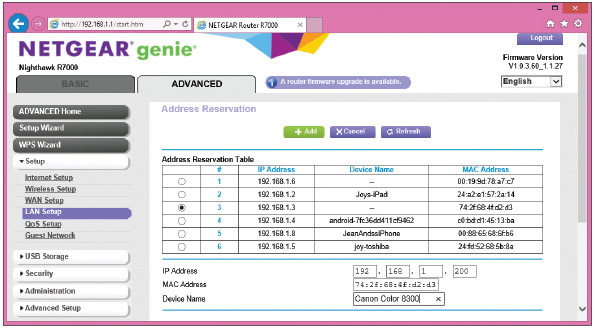 http://192.168.1.1/start.htm
NETGEAR Router R7000
NETGEAR® genie®
Logout
Nighthawk R7000
Firmware Version
V1.0.3.60_1.1.27
BASIC
ADVANCED
A router firmware upgrade is available.
English
ADVANCED Home
Setup Wizard
WPS Wizard
Setup
Internet Setup
Wireless Setup
WAN Setup
LAN Setup
QoS Setup
Guest Network
USB Storage
Security
Administration
Advanced Setup
Address Reservation
+ Add
X Cancel
Refresh
Address Reservation Table
# IP Address Device Name MAC Address
1 192.168.1.6 -- 00:19:9d:78:a7:c7
2 192.168.1.2 Joys-iPad 24:a2:e1:57:2a:14
3 192.168.1.3 -- 74:2f:68:4f:d2:d3
4 192.168.1.4 android-7fc36dd411cf9462 c0:bd:d1:45:13:ba
5 192.168.1.8 JeanAndssiPhone 00:88:65:68:6f:b6
6 192.168.1.5 joy-toshiba 24:fd:52:68:5b:8a
IP Address 192 . 168 . 1 . 200
MAC Address 74:2f:68:4f:d2:d3
Device Name Canon Color 8300